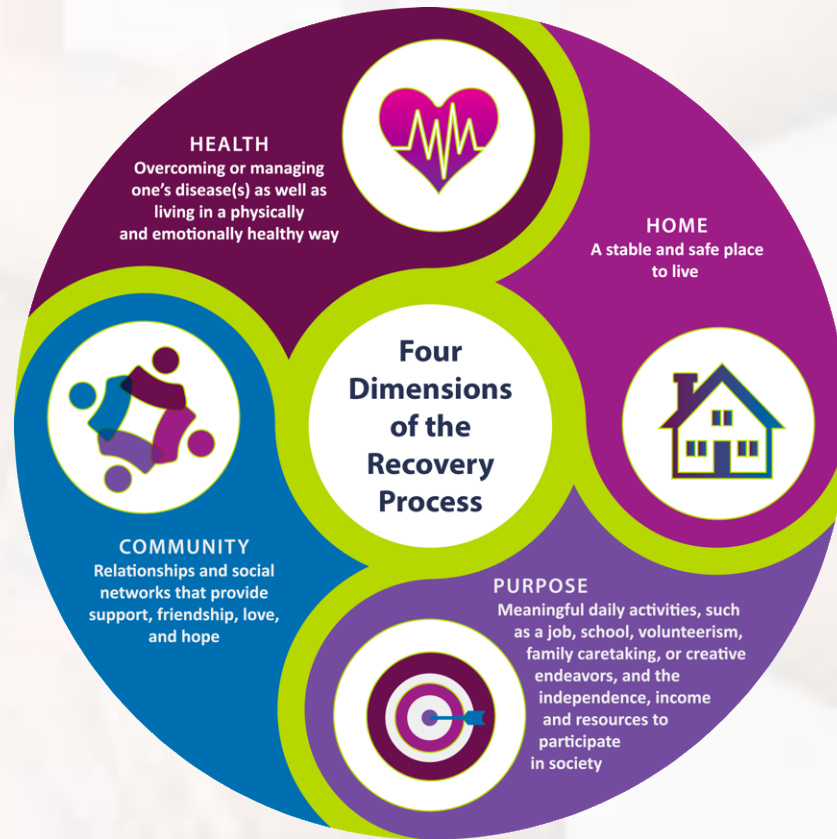 Four
Dimensions
of the
Recovery
Process
HEALTH
Overcoming or managing
one’s disease(s) as well as
living in a physically
and emotionally healthy way
HOME
A stable and safe place
to live
PURPOSE
Meaningful daily activities, such
as a job, school, volunteerism,
family caretaking, or creative
endeavors, and the
independence, income
and resources to
participate
in society
COMMUNITY
Relationships and social
networks that provide
support, friendship, love,
and hope